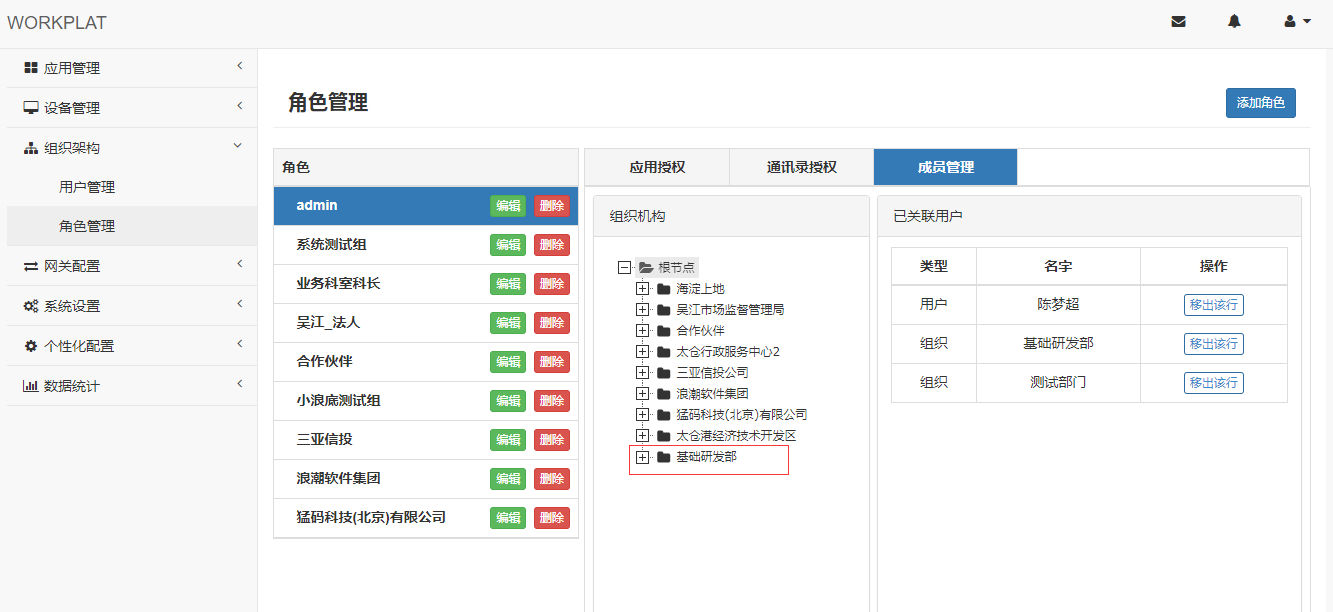 WORKPLAT
应用管理
设备管理
组织架构
用户管理
角色管理
网关配置
系统设置
个性化配置
数据统计
角色管理
添加角色
角色
admin 编辑 删除
系统测试组 编辑 删除
业务科室科长 编辑 删除
吴江_法人 编辑 删除
合作伙伴 编辑 删除
小浪底测试组 编辑 删除
三亚信投 编辑 删除
浪潮软件集团 编辑 删除
猛码科技(北京)有限公司 编辑 删除
应用授权 通讯录授权 成员管理
组织机构
根节点
海淀上地
吴江市场监督管理局
合作伙伴
太仓行政服务中心2
三亚信投公司
浪潮软件集团
猛码科技(北京)有限公司
太仓港经济技术开发区
基础研发部
已关联用户
类型 名字 操作
用户 陈梦超 移出该行
组织 基础研发部 移出该行
组织 测试部门 移出该行